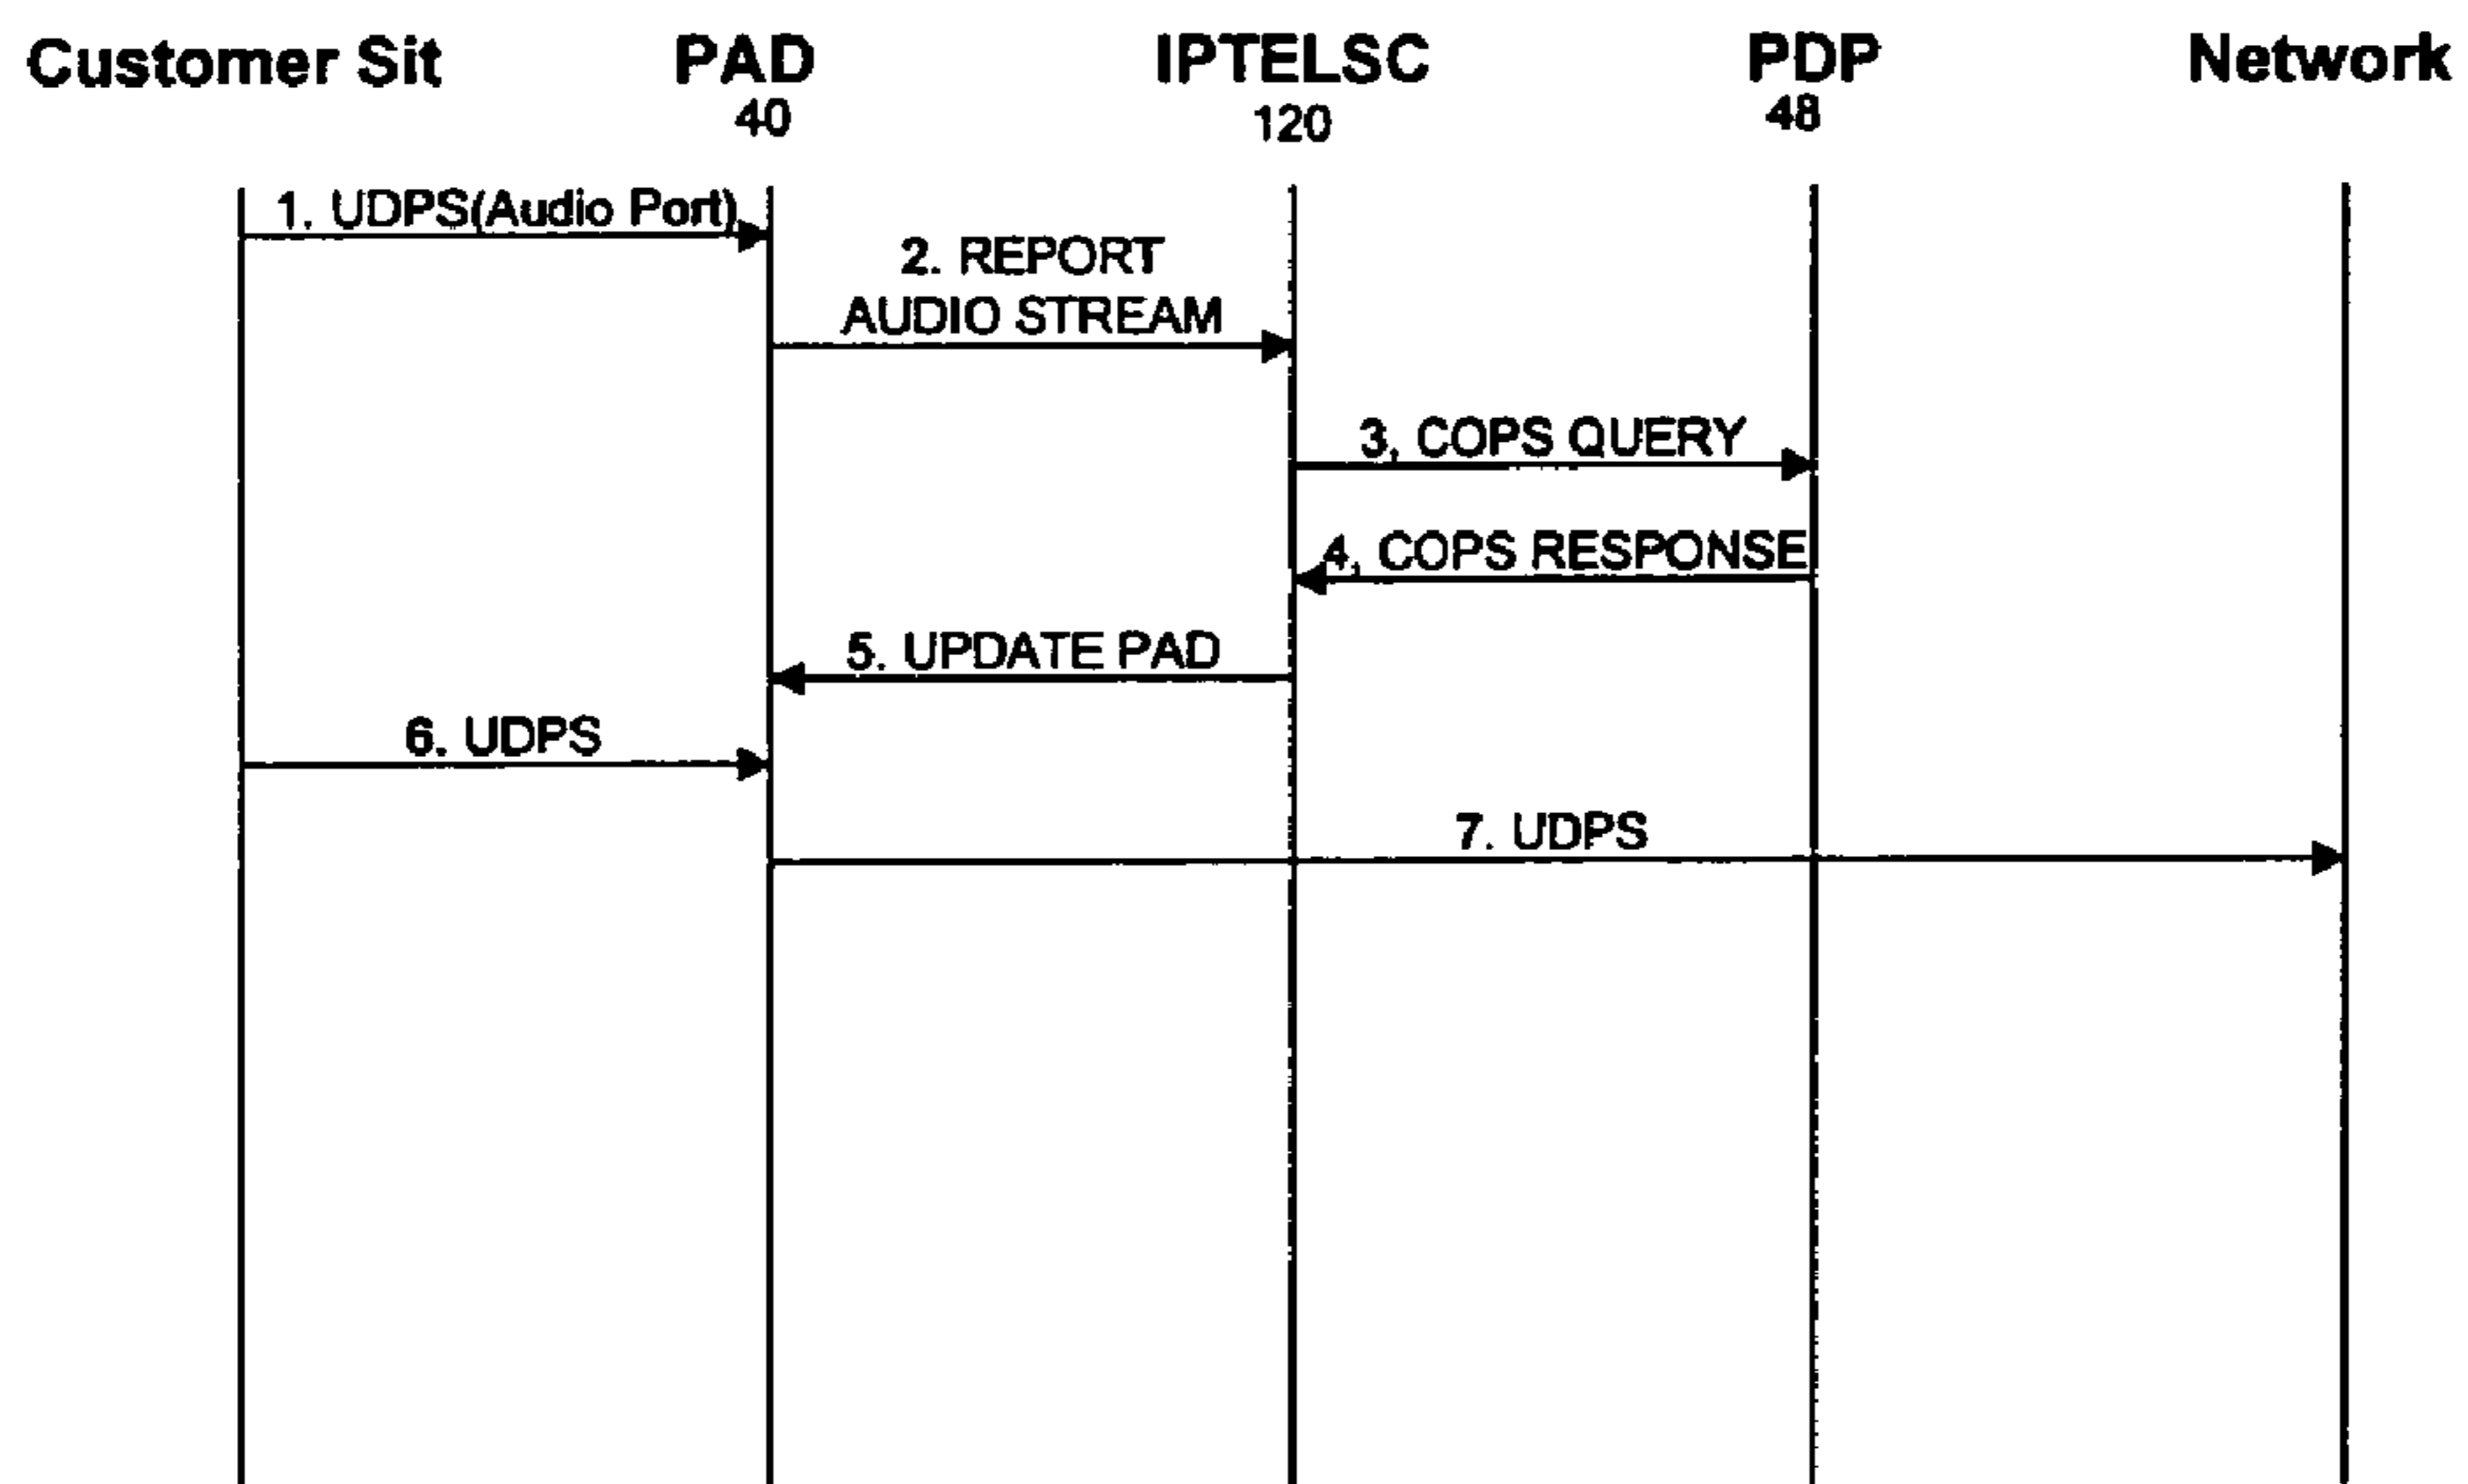 Customer Sit PAD IPTELSC PDP Network
40 120 48
1. UDPS(Audio Port)
2. REPORT
AUDIO STREAM
3. COPS QUERY
4. COPS RESPONSE
5. UPDATE PAD
6. UDPS
7. UDPS